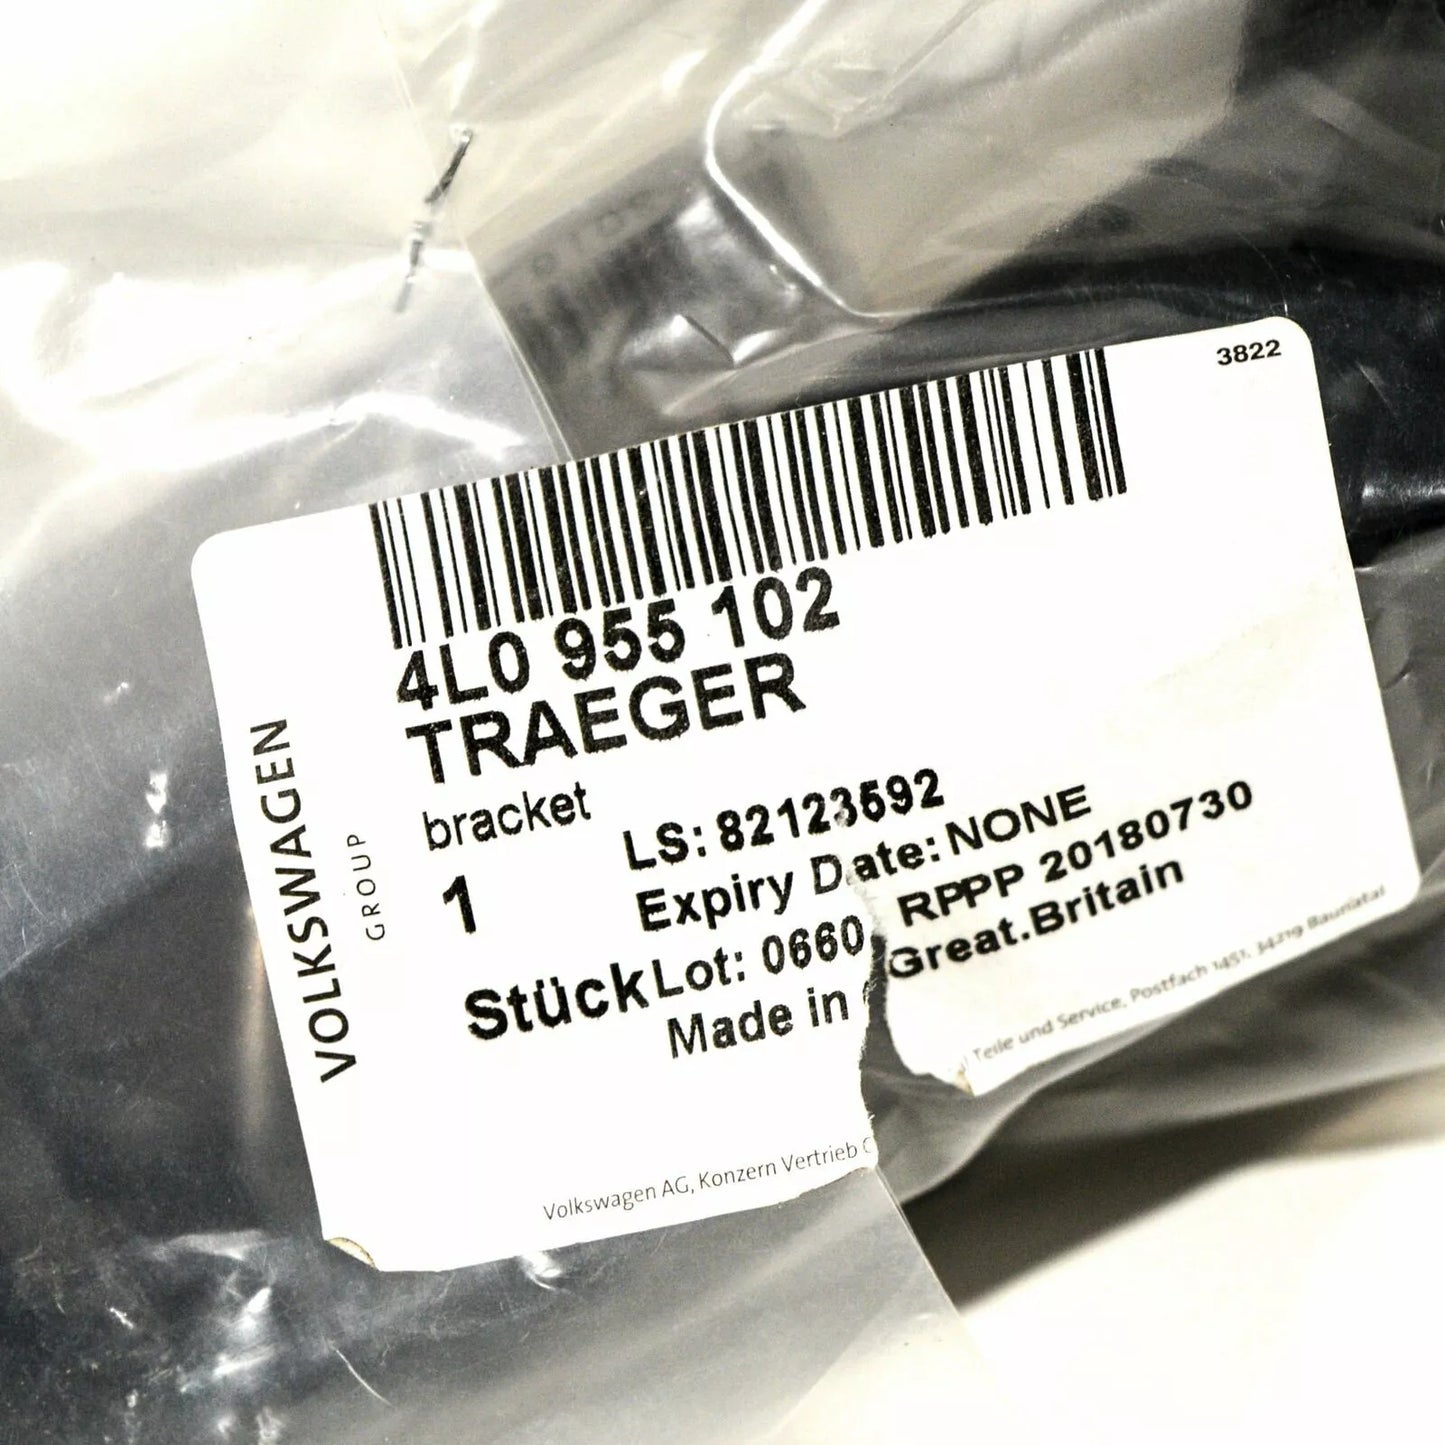 3822
4L0 955 102
TRAEGER
bracket
LS: 82123592
1
Expiry Date: NONE
Stück
Lot: 0660 RPPP 20180730
Made in Great.Britain
VOLKSWAGEN
GROUP
Volkswagen AG, Konzern Vertrieb Teile und Service, Postfach 1451, 34219 Baunatal